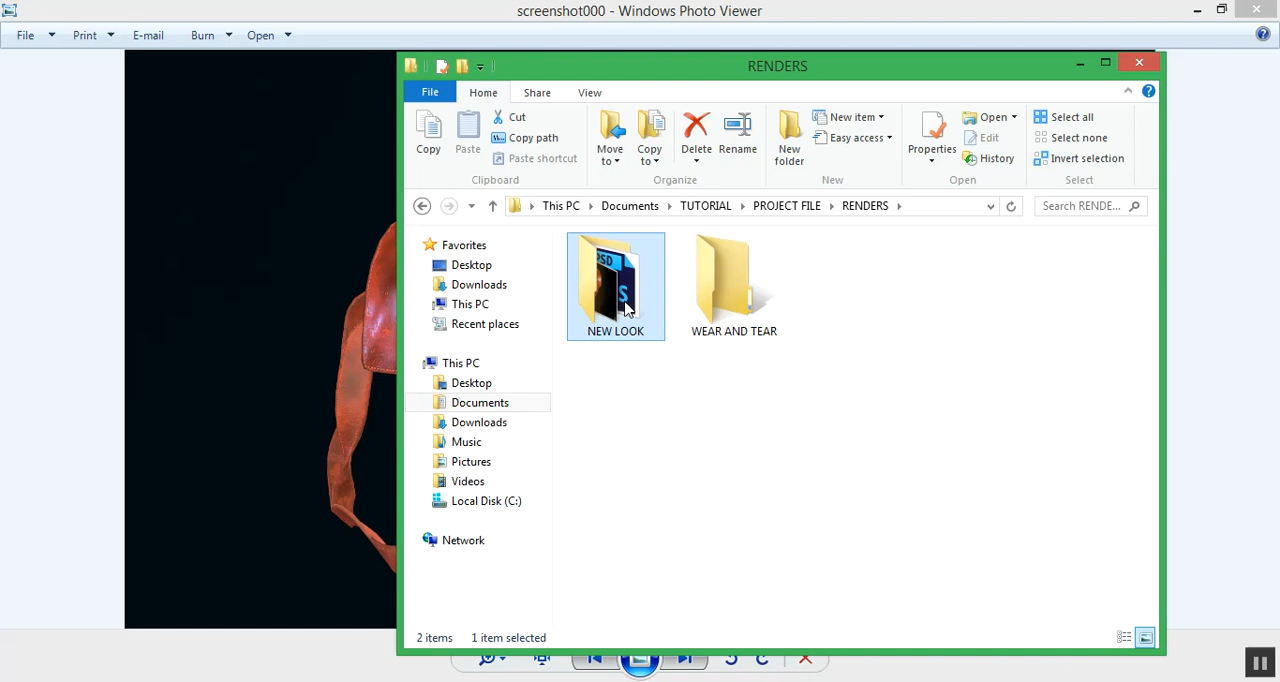 screenshot000 - Windows Photo Viewer
File Print E-mail Burn Open
RENDERS
File Home Share View
Copy
Paste
Cut
Copy path
Paste shortcut
Clipboard
Move to
Copy to
Delete
Rename
Organize
New folder
New item
Easy access
New
Properties
Open
Edit
History
Open
Select all
Select none
Invert selection
Select
This PC Documents TUTORIAL PROJECT FILE RENDERS
Search RENDE...
Favorites
Desktop
Downloads
This PC
Recent places
This PC
Desktop
Documents
Downloads
Music
Pictures
Videos
Local Disk (C:)
Network
PSD
S
NEW LOOK
WEAR AND TEAR
2 items 1 item selected